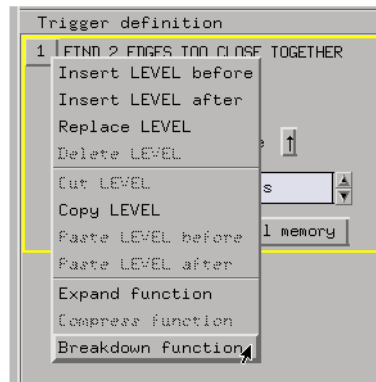 Trigger definition
1 FIND 2 EDGES TOO CLOSE TOGETHER
Insert LEVEL before
Insert LEVEL after
Replace LEVEL
Delete LEVEL
Cut LEVEL
s
Copy LEVEL
l memory
Paste LEVEL before
Paste LEVEL after
Expand function
Compress function
Breakdown function